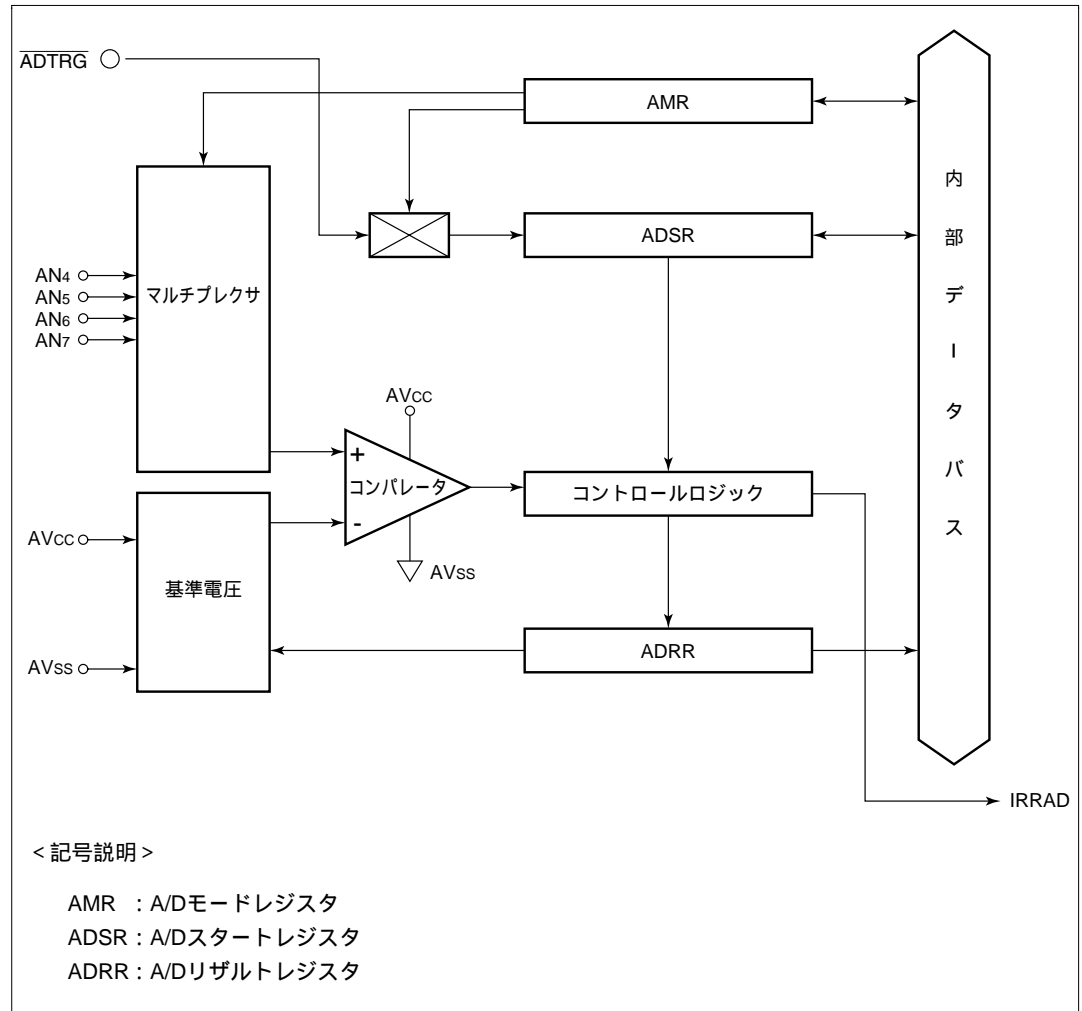 ADTRG
AMR
ADSR
内部データバス
AN4
AN5
AN6
AN7
マルチプレクサ
AVCC
+
コンパレータ
-
コントロールロジック
AVCC
AVSS
基準電圧
AVSS
ADRR
IRRAD
<記号説明>
AMR : A/Dモードレジスタ
ADSR : A/Dスタートレジスタ
ADRR : A/Dリザルトレジスタ